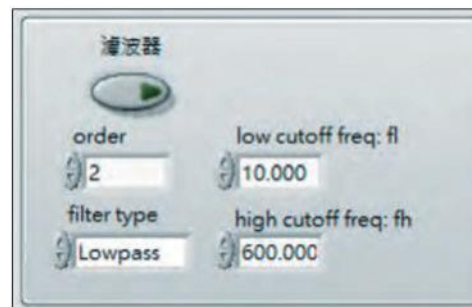 滤波器
order
low cutoff freq: fl
2
10.000
filter type
high cutoff freq: fh
Lowpass
600.000